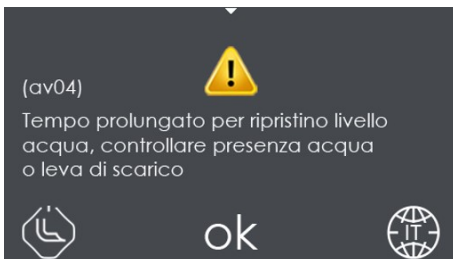 (av04)
Tempo prolungato per ripristino livello
acqua, controllare presenza acqua
o leva di scarico
ok
IT